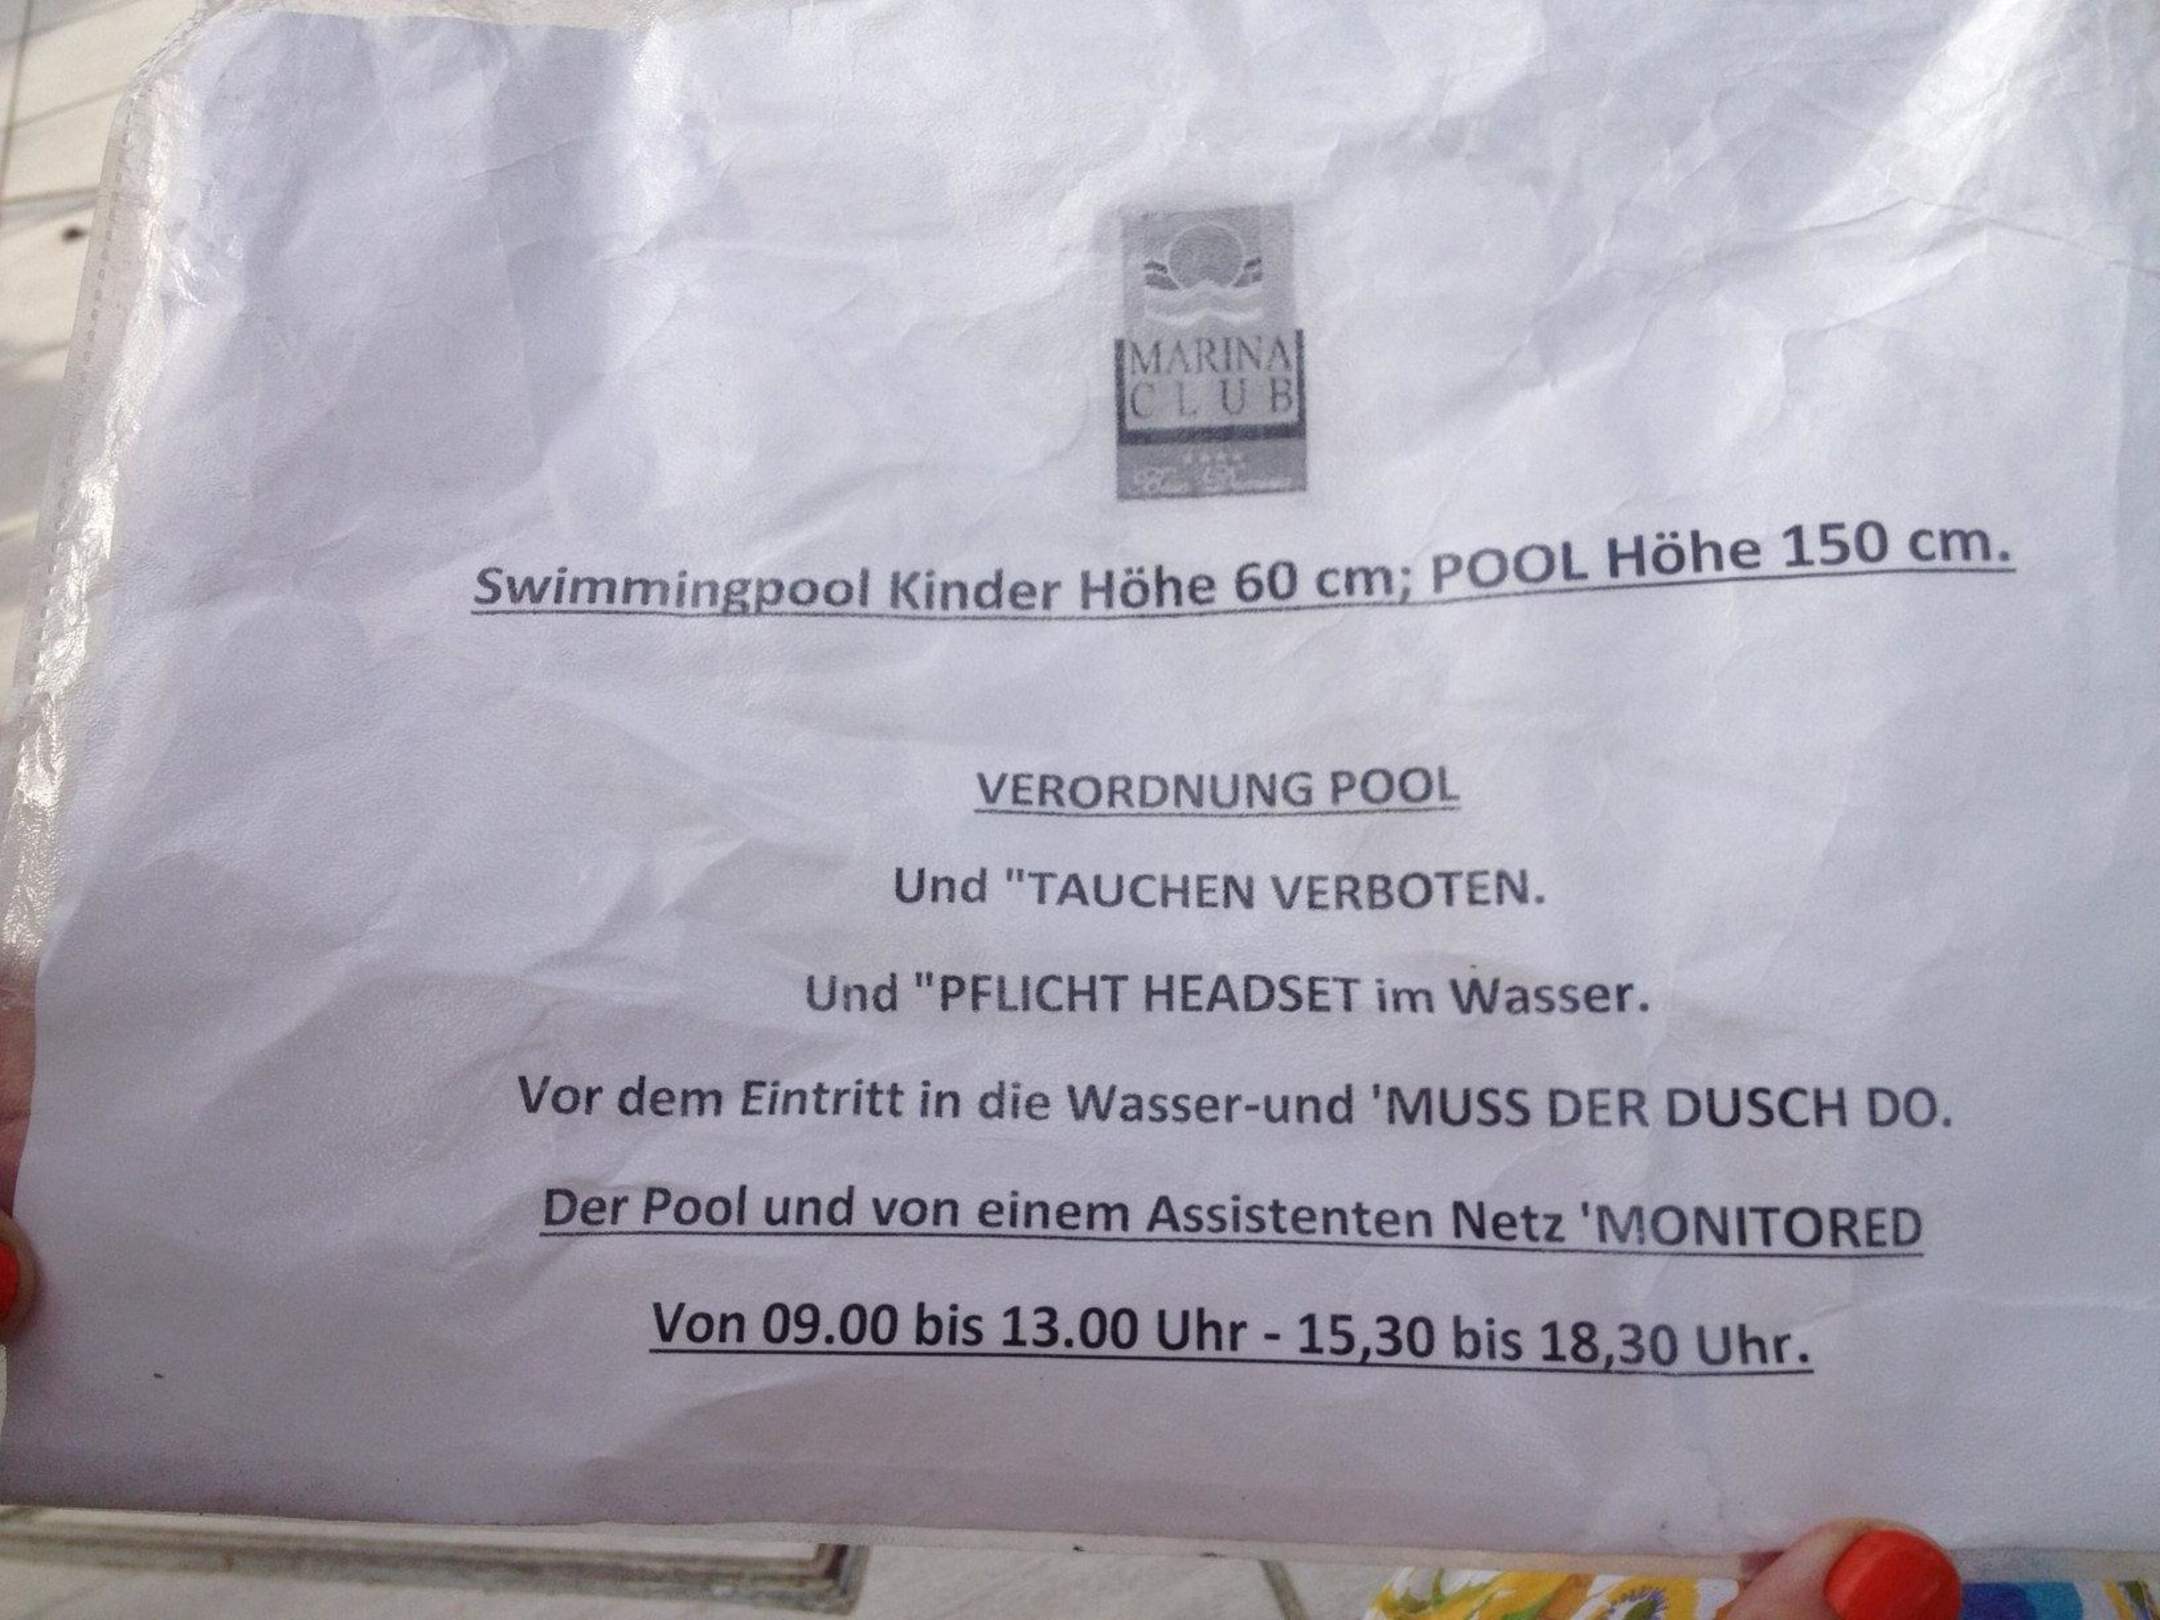 MARINA
CLUB
Swimmingpool Kinder Höhe 60 cm; POOL Höhe 150 cm.
VERORDNUNG POOL
Und "TAUCHEN VERBOTEN.
Und "PFLICHT HEADSET im Wasser.
Vor dem Eintritt in die Wasser-und 'MUSS DER DUSCH DO.
Der Pool und von einem Assistenten Netz 'MONITORED
Von 09.00 bis 13.00 Uhr - 15,30 bis 18,30 Uhr.